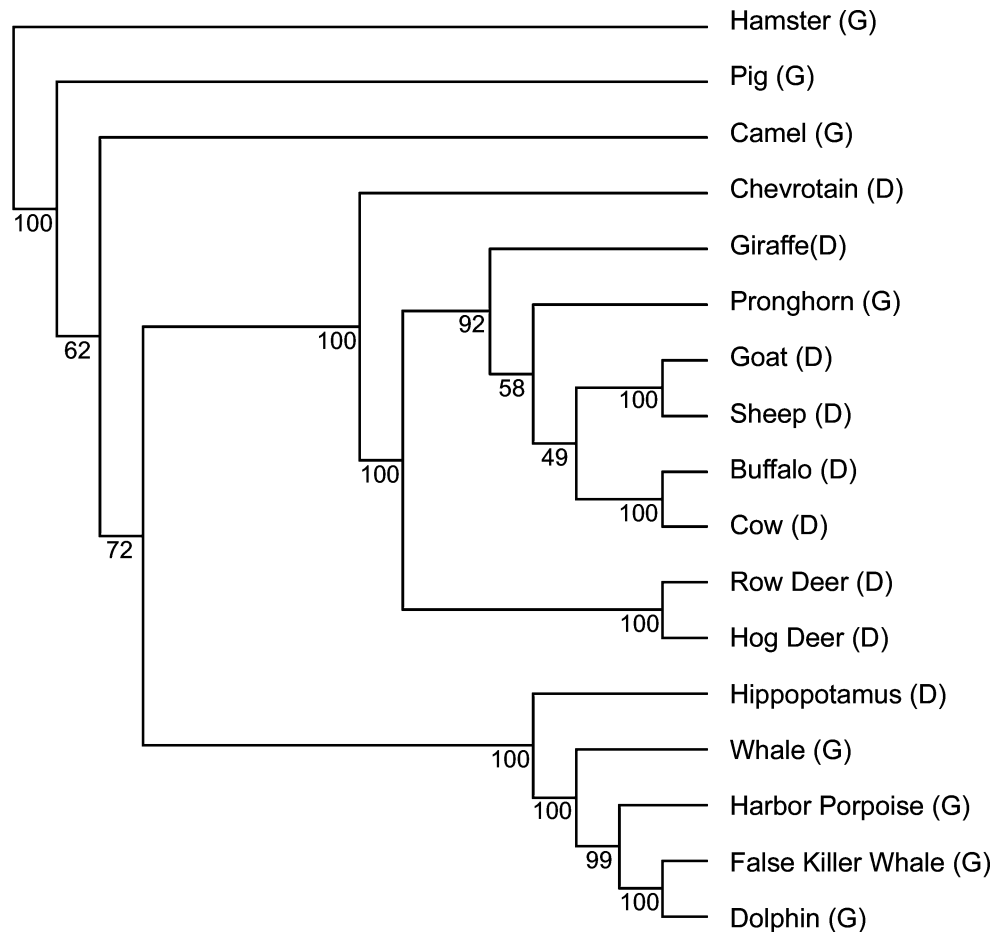 Hamster (G)
Pig (G)
Camel (G)
Chevrotain (D)
100
Giraffe(D)
Pronghorn (G)
92
100
62
Goat (D)
58
100
Sheep (D)
49
Buffalo (D)
100
100
Cow (D)
72
Row Deer (D)
100
Hog Deer (D)
Hippopotamus (D)
Whale (G)
100
Harbor Porpoise (G)
100
99
False Killer Whale (G)
100
Dolphin (G)